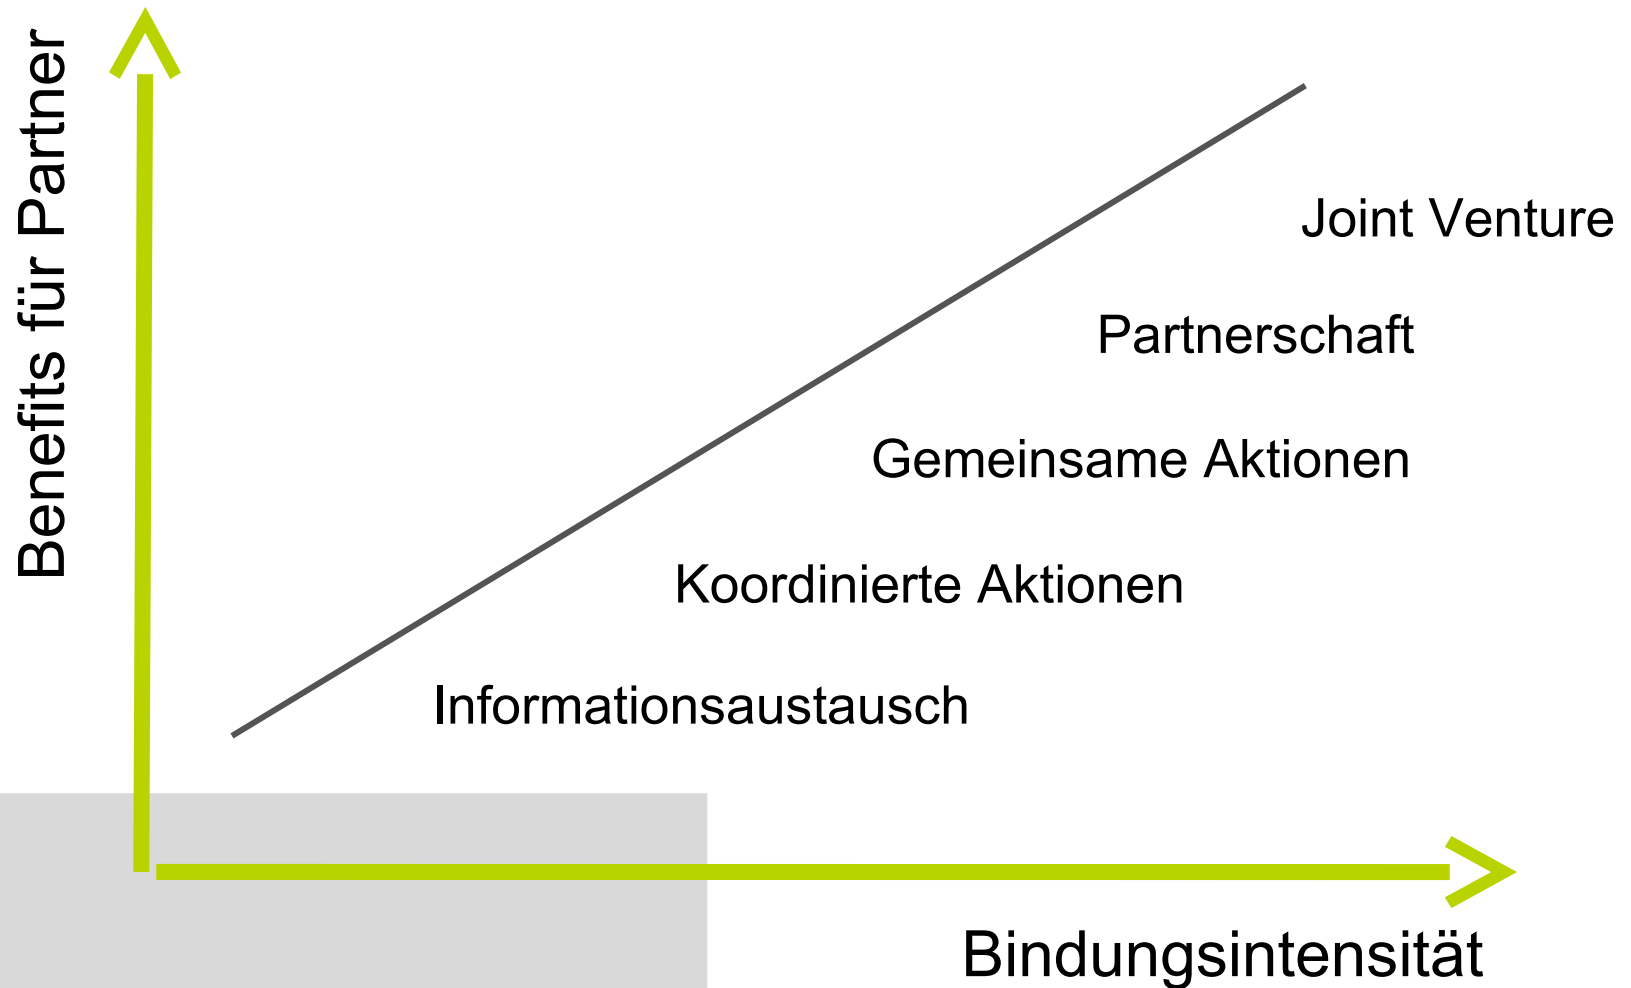 Benefits für Partner
Joint Venture
Partnerschaft
Gemeinsame Aktionen
Koordinierte Aktionen
Informationsaustausch
Bindungsintensität